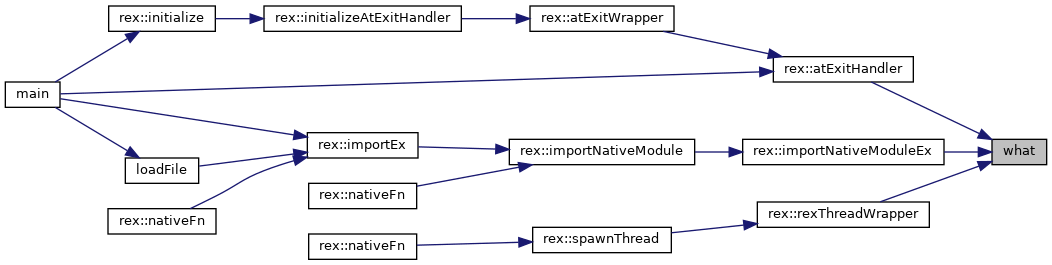 rex::initialize
rex::initializeAtExitHandler
rex::atExitWrapper
rex::atExitHandler
main
rex::importEx
rex::importNativeModule
rex::importNativeModuleEx
what
loadFile
rex::nativeFn
rex::nativeFn
rex::rexThreadWrapper
rex::spawnThread
rex::nativeFn